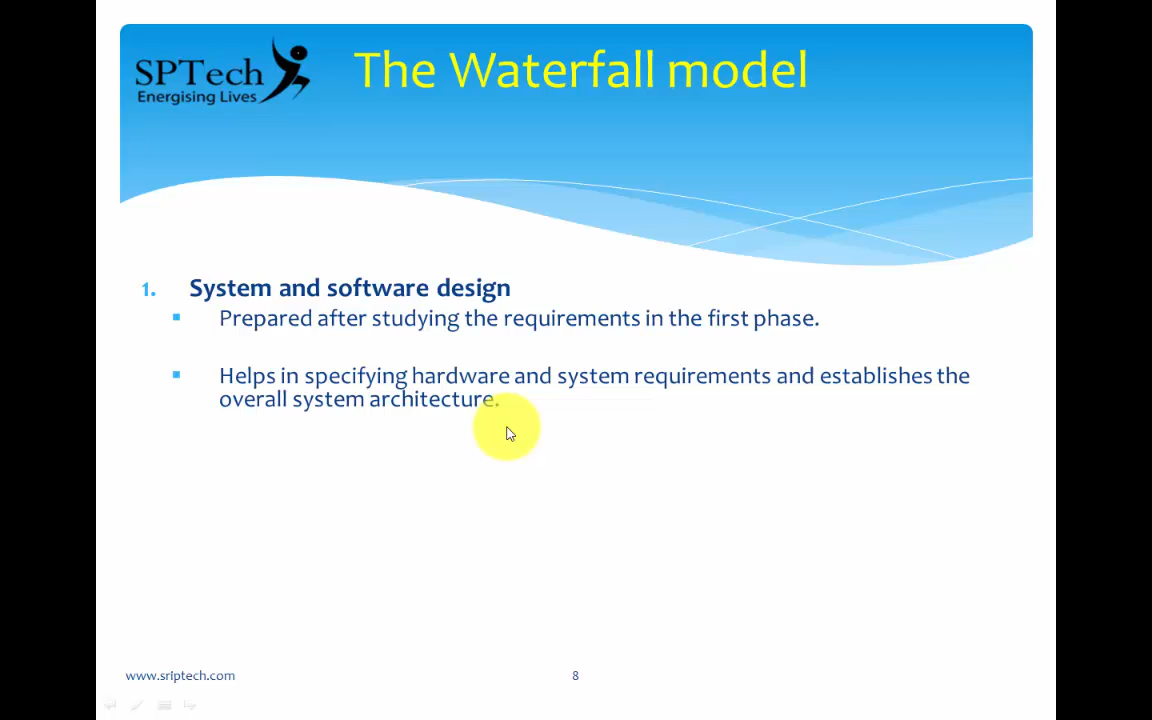 SPTech
Energising Lives
The Waterfall model
1. System and software design
▪ Prepared after studying the requirements in the first phase.
▪ Helps in specifying hardware and system requirements and establishes the
overall system architecture.
www.sriptech.com
8